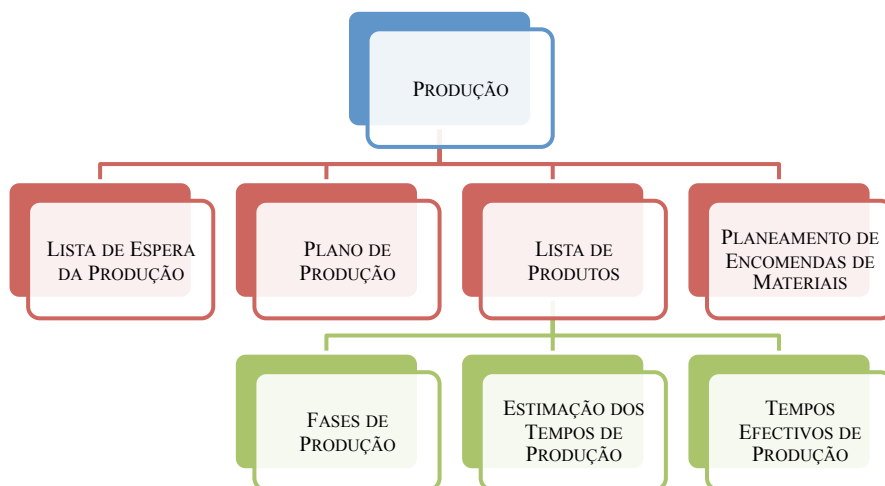 PRODUÇÃO
LISTA DE ESPERA
DA PRODUÇÃO
PLANO DE
PRODUÇÃO
LISTA DE
PRODUTOS
PLANEAMENTO DE
ENCOMENDAS DE
MATERIAIS
FASES DE
PRODUÇÃO
ESTIMAÇÃO DOS
TEMPOS DE
PRODUÇÃO
TEMPOS
EFECTIVOS DE
PRODUÇÃO